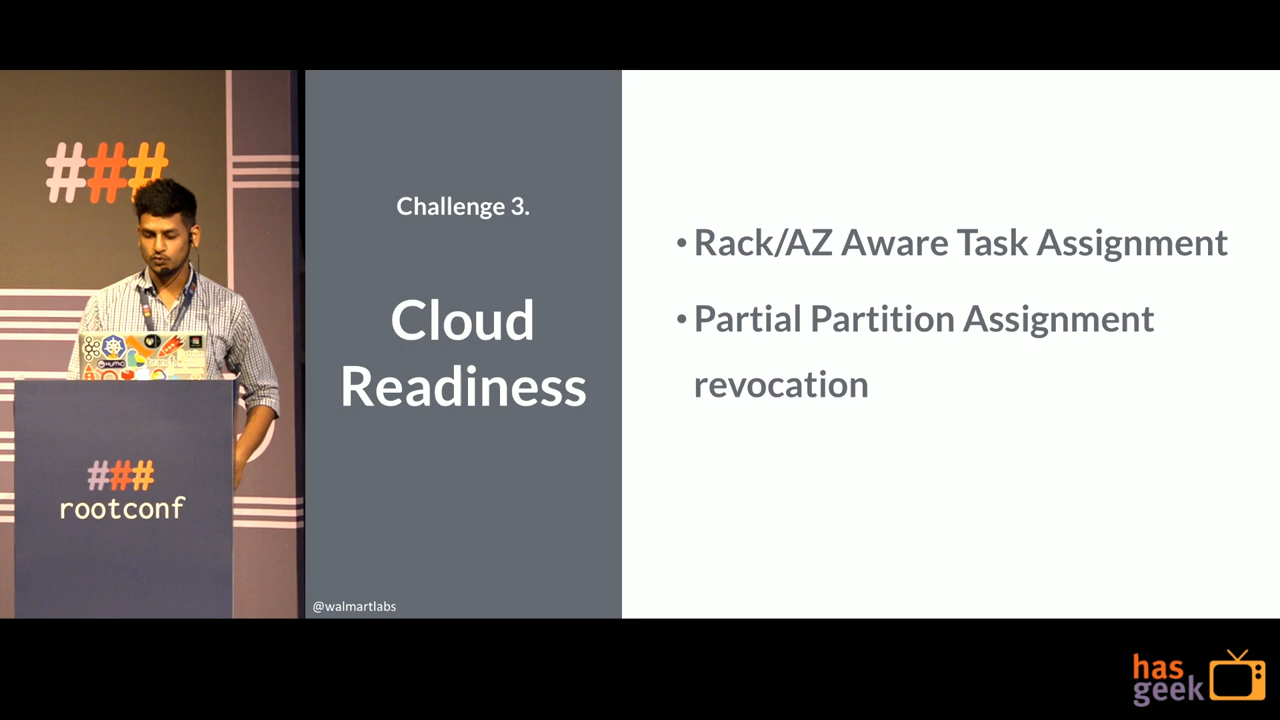 ###
Challenge 3.
Cloud
Readiness
@walmartlabs
• Rack/AZ Aware Task Assignment
• Partial Partition Assignment
revocation
###
rootconf
has
geek